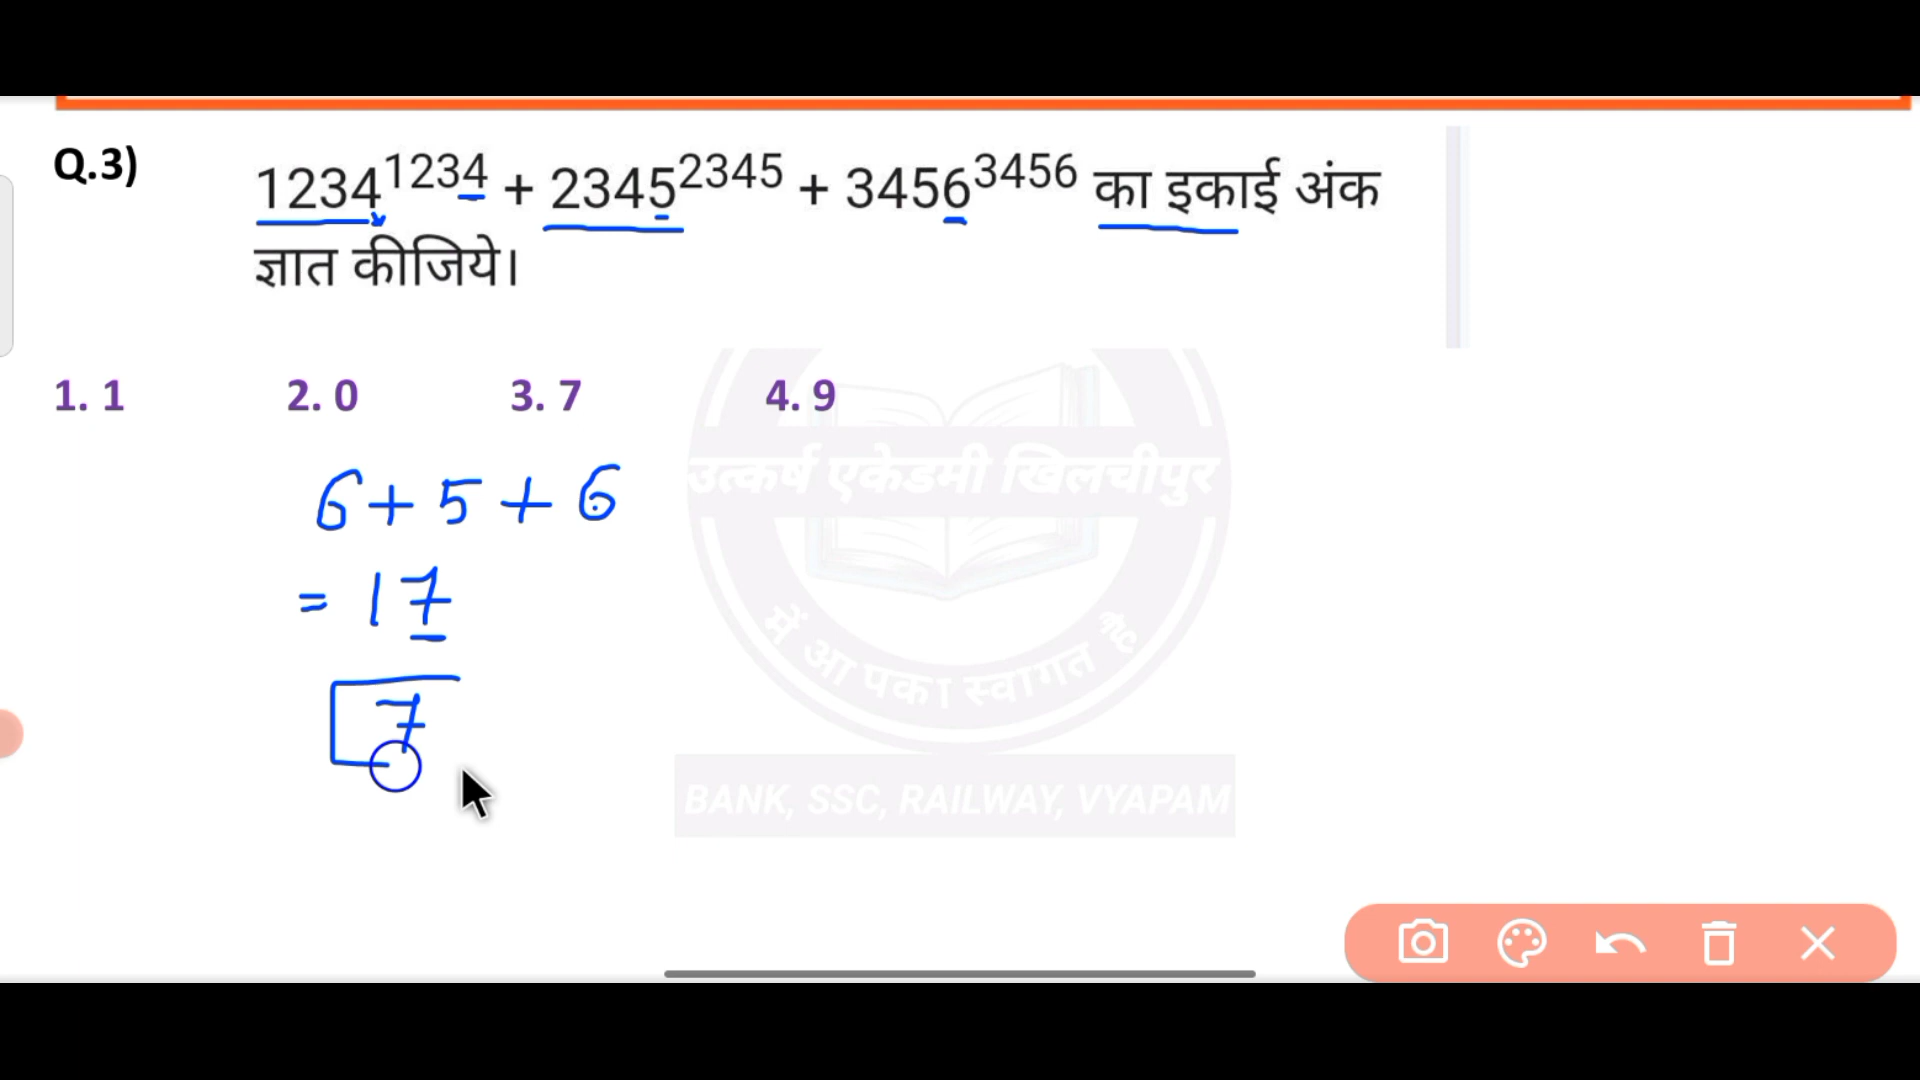 Q.3) 1234^1234 + 2345^2345 + 3456^3456 का इकाई अंक
ज्ञात कीजिये।
1. 1 2. 0 3. 7 4. 9
6 + 5 + 6
= 17
7
उत्कर्ष एकेडमी खिलचीपुर
में आपका स्वागत है
BANK, SSC, RAILWAY, VYAPAM